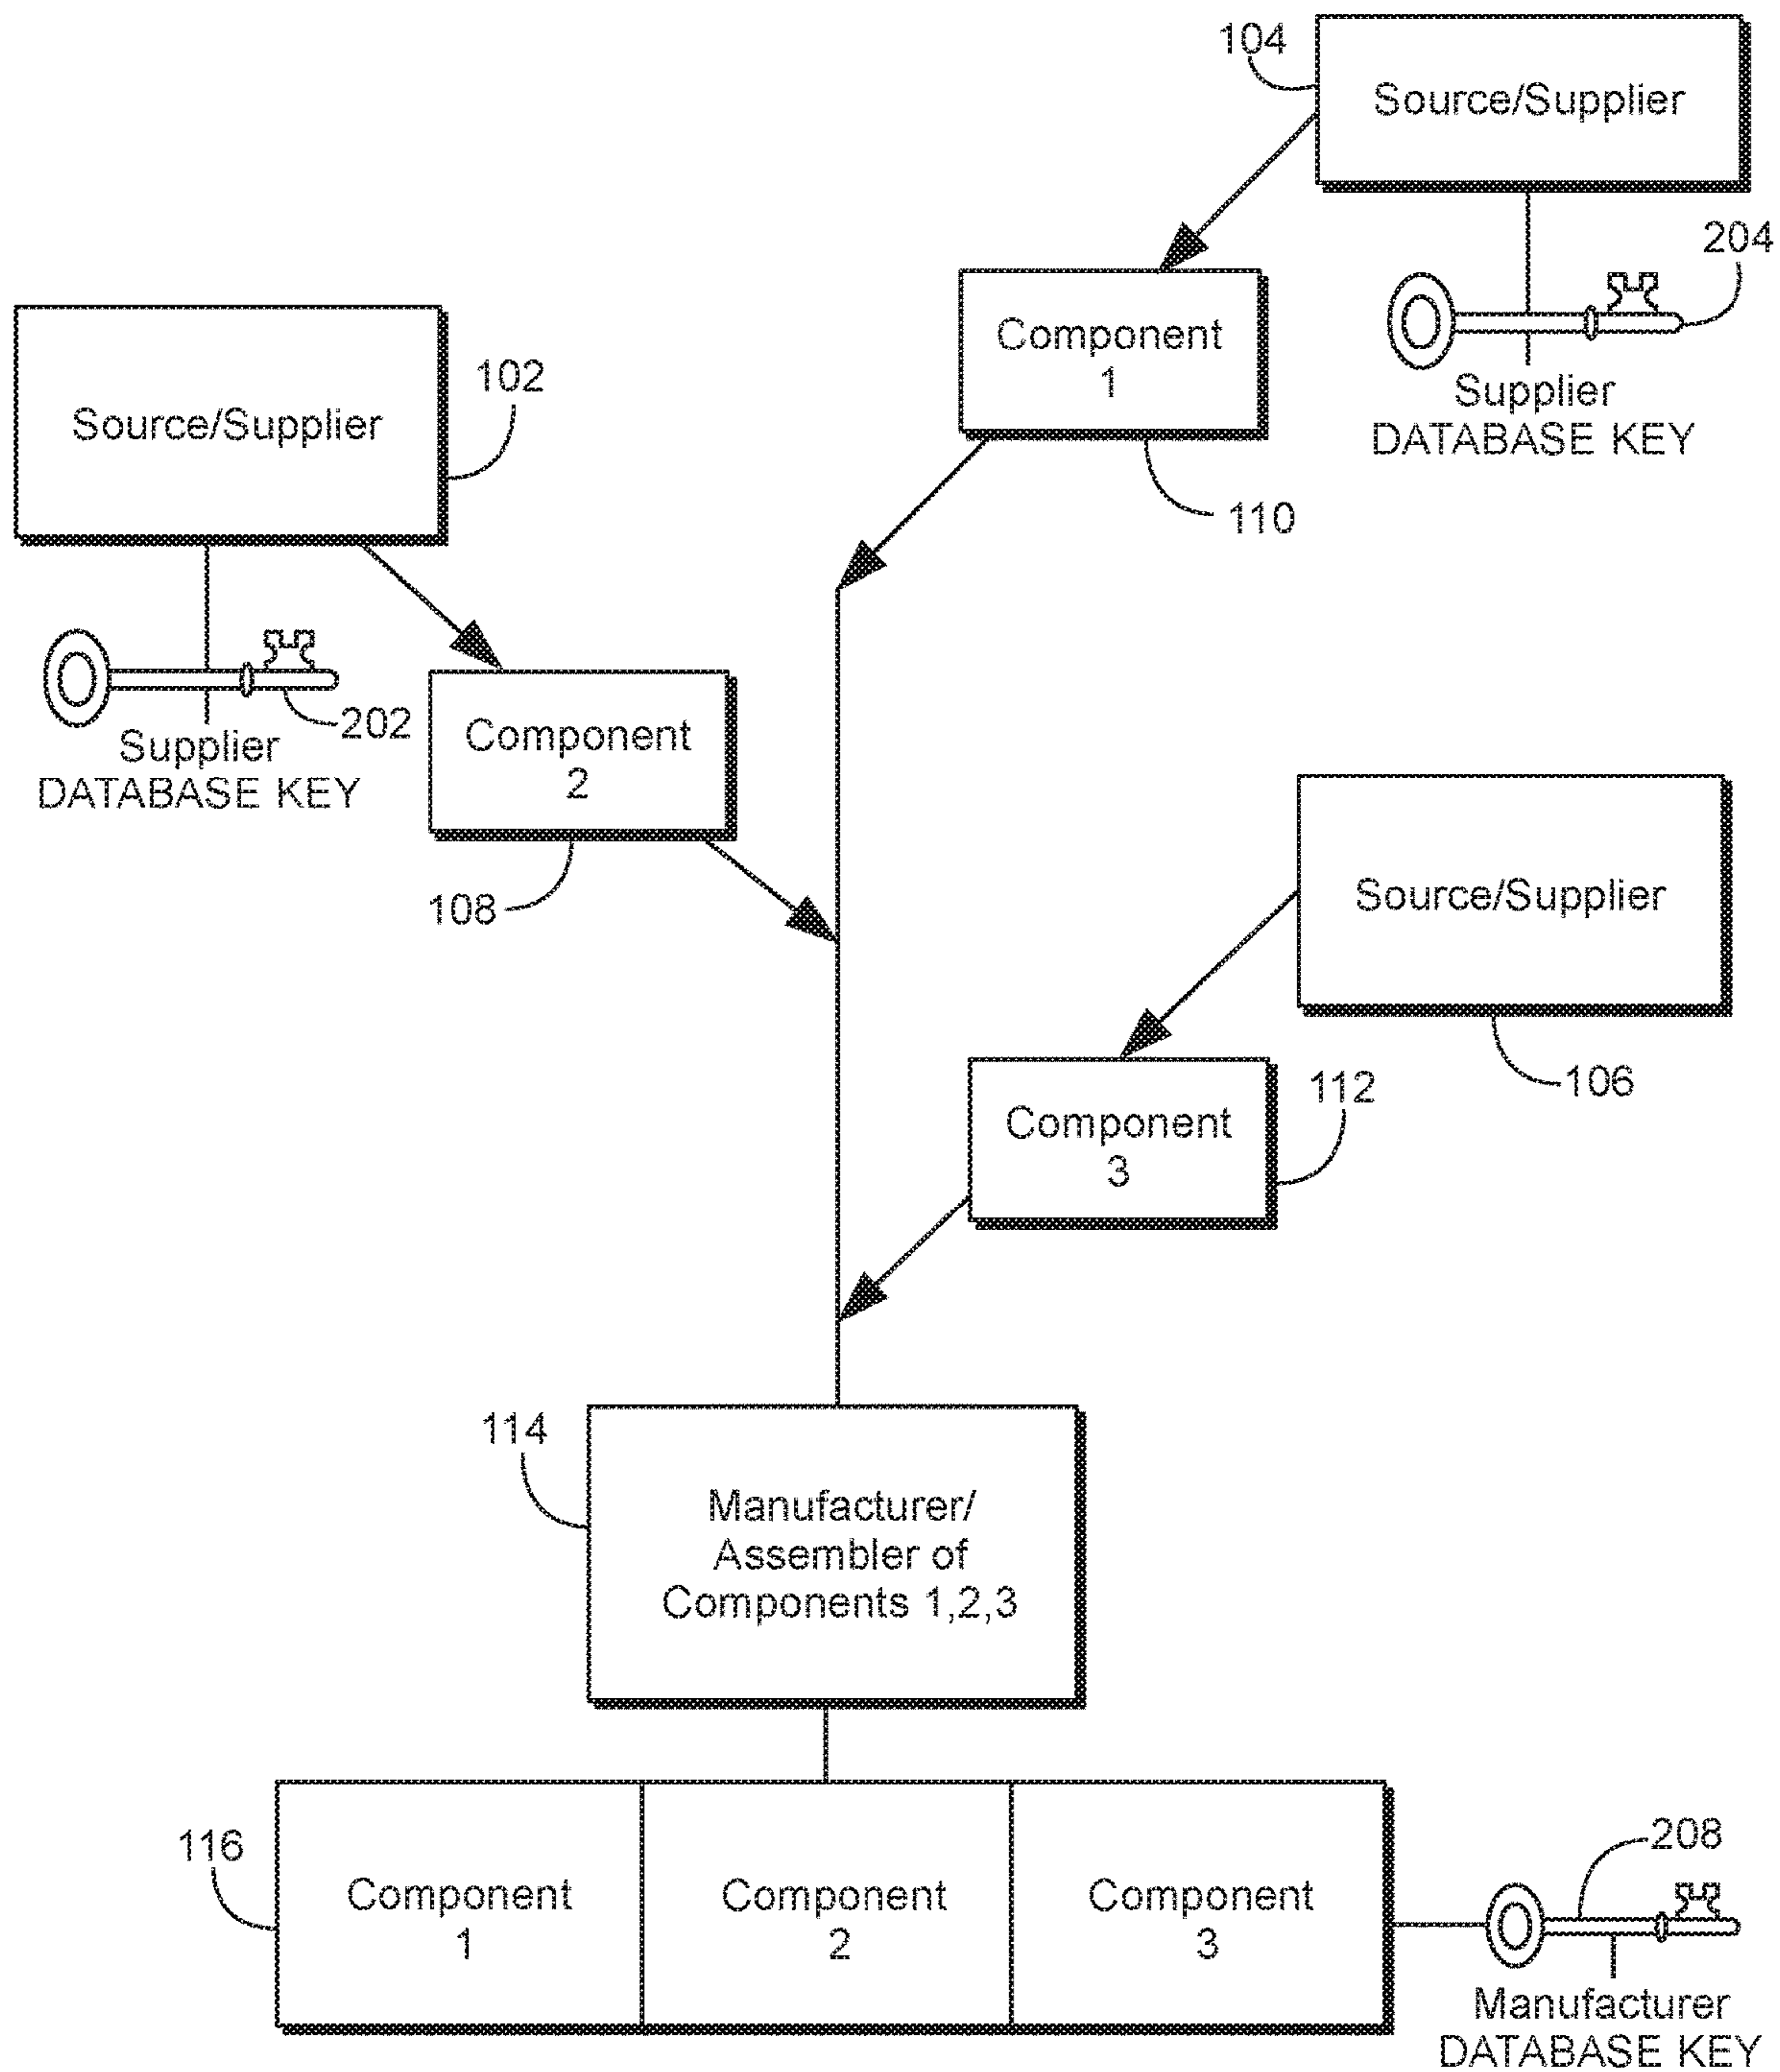 104
Source/Supplier
204
Supplier
DATABASE KEY
Component
1
110
Source/Supplier
102
202
Supplier
DATABASE KEY
Component
2
108
Source/Supplier
106
Component
3
112
114
Manufacturer/
Assembler of
Components 1,2,3
116
Component
1
Component
2
Component
3
208
Manufacturer
DATABASE KEY